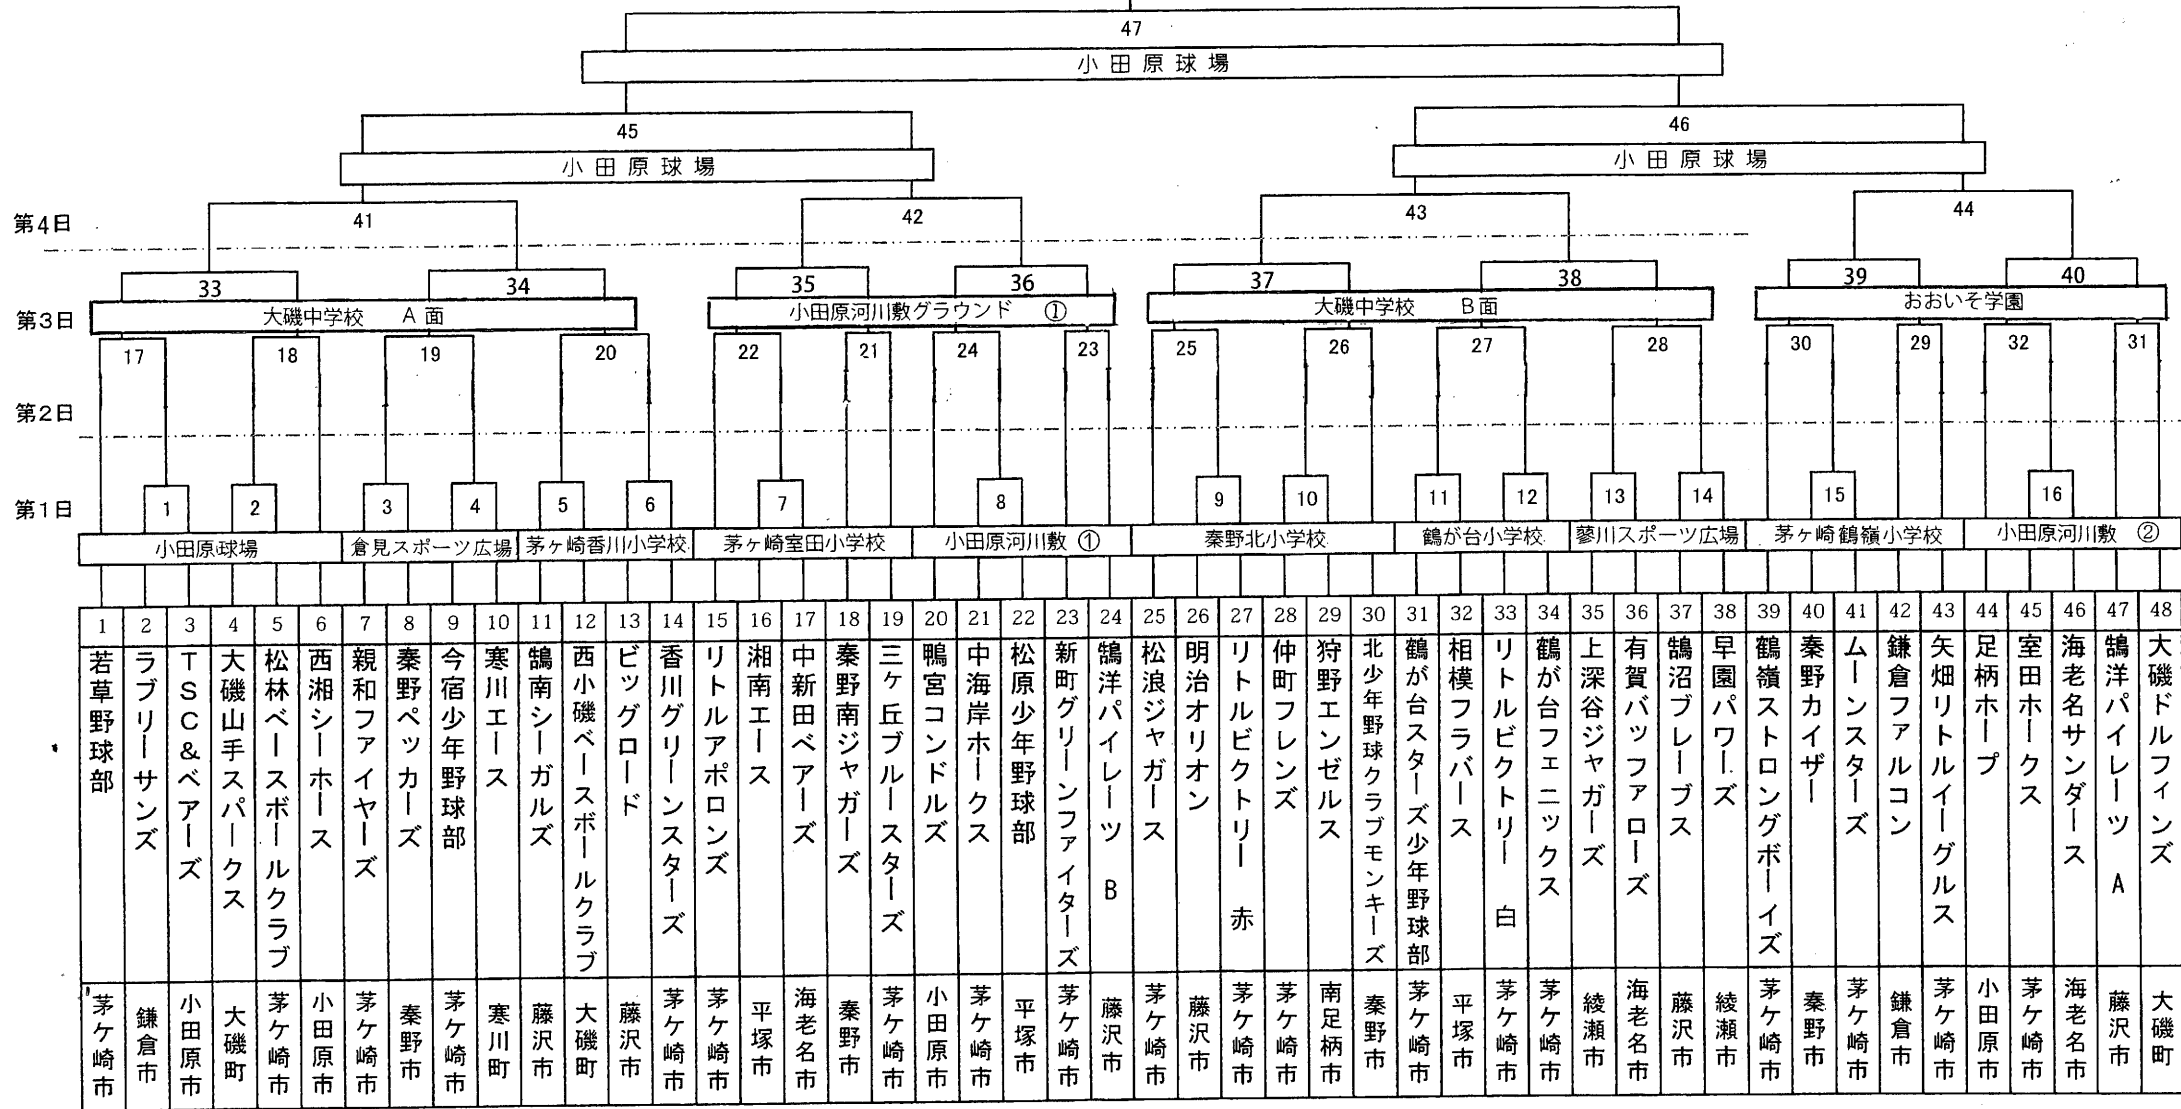 47
小田原球場
45
46
小田原球場
小田原球場
第4日
41
42
43
44
33
34
35
36
37
38
39
40
第3日
大磯中学校 A面
小田原河川敷グラウンド ①
大磯中学校 B面
おおいそ学園
17
18
19
20
22
21
24
23
25
26
27
28
30
29
32
31
第2日
第1日
1
2
3
4
5
6
7
8
9
10
11
12
13
14
15
16
小田原球場
倉見スポーツ広場
茅ヶ崎香川小学校
茅ヶ崎室田小学校
小田原河川敷 ①
秦野北小学校
鶴が台小学校
蓼川スポーツ広場
茅ヶ崎鶴嶺小学校
小田原河川敷 ②
1 若草野球部 茅ケ崎市
2 ラブリーサンズ 鎌倉市
3 TSC&ベアーズ 小田原市
4 大磯山手スパークス 大磯町
5 松林ベースボールクラブ 茅ケ崎市
6 西湘シーホース 小田原市
7 親和ファイヤーズ 茅ケ崎市
8 秦野ペッカーズ 秦野市
9 今宿少年野球部 茅ケ崎市
10 寒川エース 寒川町
11 鵠南シーガルズ 藤沢市
12 西小磯ベースボールクラブ 大磯町
13 ビッグロード 藤沢市
14 香川グリーンスターズ 茅ケ崎市
15 リトルアポロンズ 茅ケ崎市
16 湘南エース 平塚市
17 中新田ベアーズ 海老名市
18 秦野南ジャガーズ 秦野市
19 三ヶ丘ブルースターズ 茅ケ崎市
20 鴨宮コンドルズ 小田原市
21 中海岸ホークス 茅ケ崎市
22 松原少年野球部 平塚市
23 新町グリーンファイターズ 茅ケ崎市
24 鵠洋パイレーツ B 藤沢市
25 松浪ジャガース 茅ケ崎市
26 明治オリオン 藤沢市
27 リトルビクトリー 赤 茅ケ崎市
28 仲町フレンズ 茅ケ崎市
29 狩野エンゼルス 南足柄市
30 北少年野球クラブモンキーズ 秦野市
31 鶴が台スターズ少年野球部 茅ケ崎市
32 相模フラバース 平塚市
33 リトルビクトリー 白 茅ケ崎市
34 鶴が台フェニックス 茅ケ崎市
35 上深谷ジャガーズ 綾瀬市
36 有賀バッファローズ 海老名市
37 鵠沼ブレーブス 藤沢市
38 早園パワーズ 綾瀬市
39 鶴嶺ストロングボーイズ 茅ケ崎市
40 秦野カイザー 秦野市
41 ムーンスターズ 茅ケ崎市
42 鎌倉ファルコン 鎌倉市
43 矢畑リトルイーグルス 茅ケ崎市
44 足柄ホープ 小田原市
45 室田ホークス 茅ケ崎市
46 海老名サンダース 海老名市
47 鵠洋パイレーツ A 藤沢市
48 大磯ドルフィンズ 大磯町